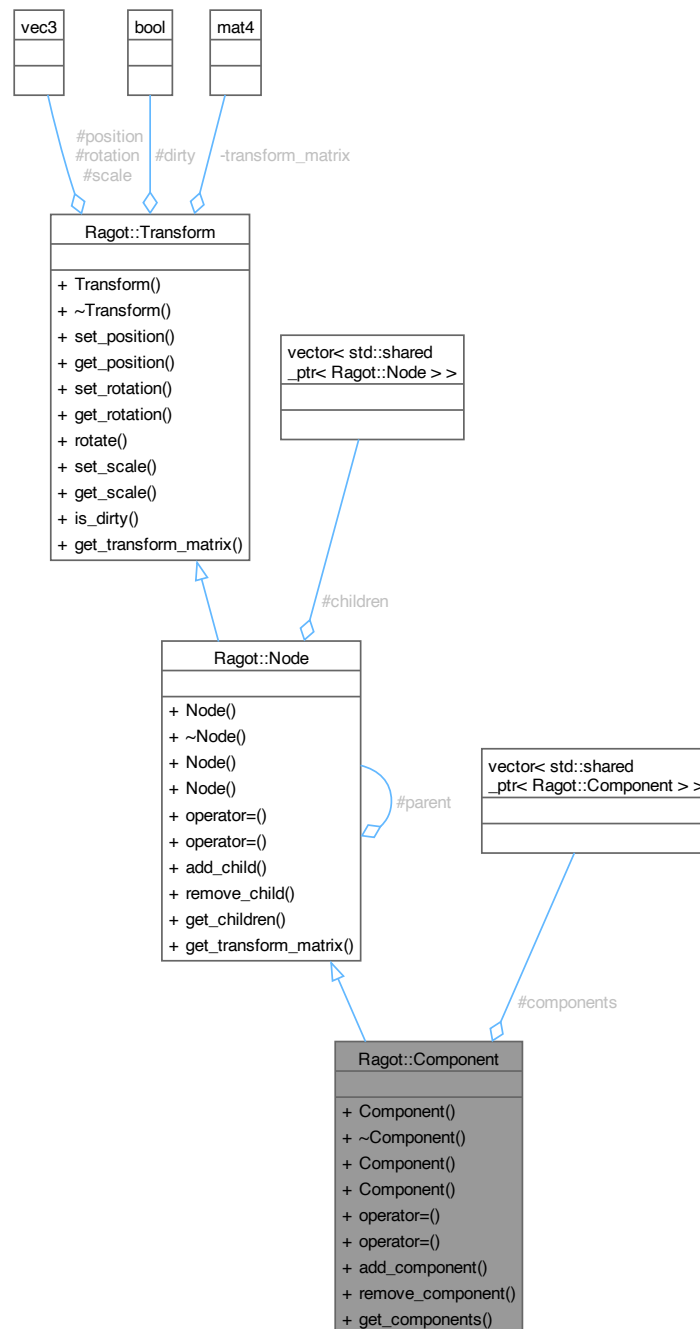 vec3
bool
mat4
#position
#rotation
#scale
#dirty
-transform_matrix
Ragot::Transform
+ Transform()
+ ~Transform()
+ set_position()
+ get_position()
+ set_rotation()
+ get_rotation()
+ rotate()
+ set_scale()
+ get_scale()
+ is_dirty()
+ get_transform_matrix()
vector< std::shared
_ptr< Ragot::Node > >
#children
Ragot::Node
+ Node()
+ ~Node()
+ Node()
+ Node()
+ operator=()
+ operator=()
+ add_child()
+ remove_child()
+ get_children()
+ get_transform_matrix()
#parent
vector< std::shared
_ptr< Ragot::Component > >
#components
Ragot::Component
+ Component()
+ ~Component()
+ Component()
+ Component()
+ operator=()
+ operator=()
+ add_component()
+ remove_component()
+ get_components()